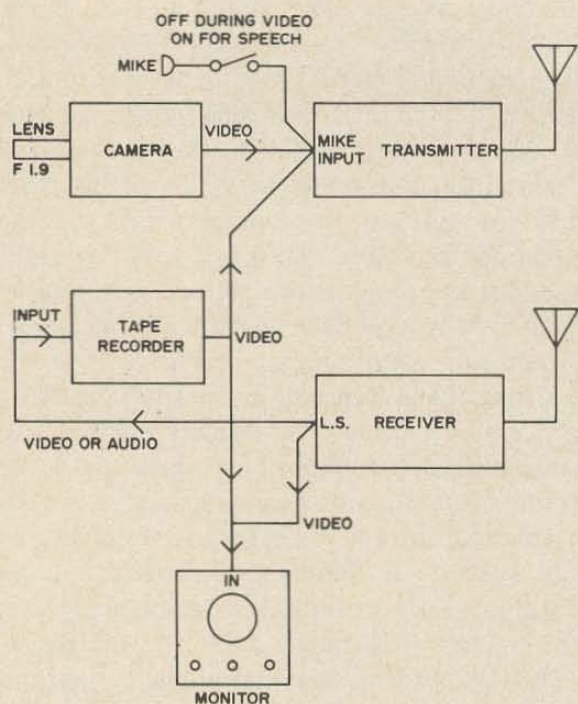 OFF DURING VIDEO
ON FOR SPEECH
MIKE
LENS
F 1.9
CAMERA
VIDEO
MIKE
INPUT
TRANSMITTER
INPUT
TAPE
RECORDER
VIDEO
VIDEO OR AUDIO
L.S.
RECEIVER
VIDEO
IN
MONITOR